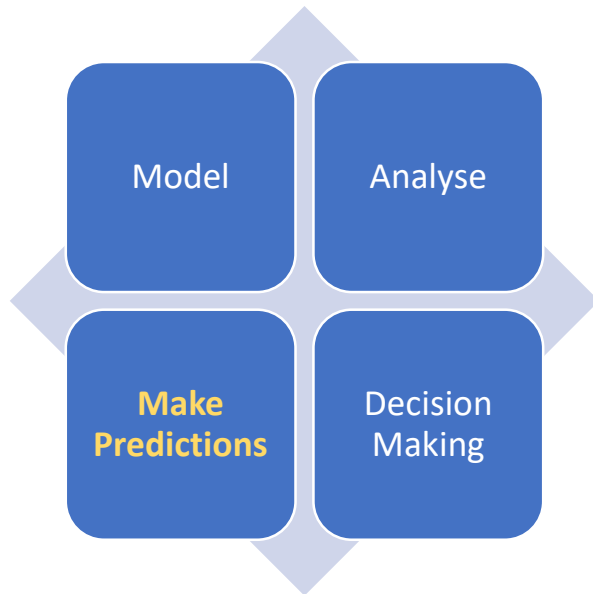 Model
Analyse
Make
Predictions
Decision
Making